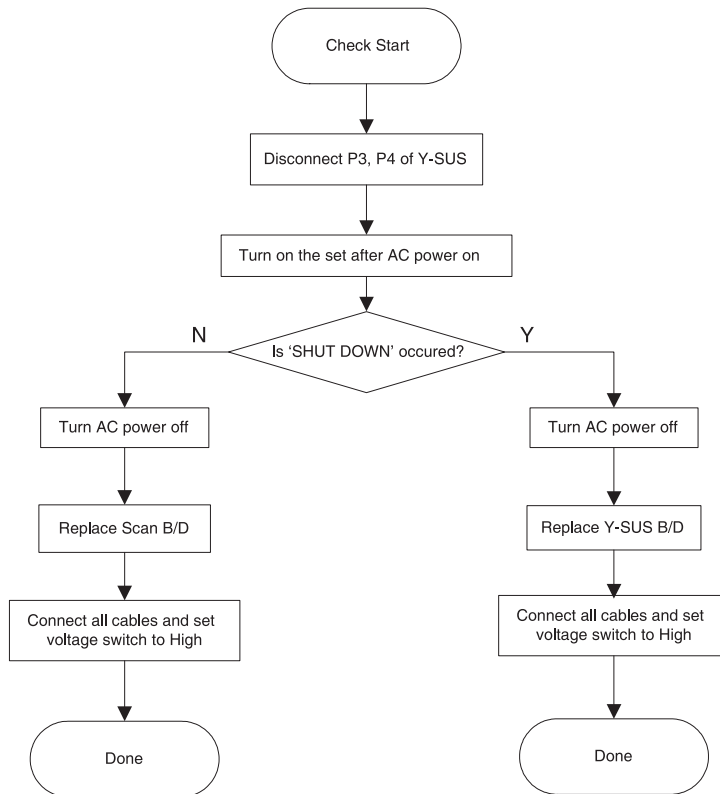 Check Start
Disconnect P3, P4 of Y-SUS
Turn on the set after AC power on
N
Y
Is ‘SHUT DOWN’ occured?
Turn AC power off
Turn AC power off
Replace Scan B/D
Replace Y-SUS B/D
Connect all cables and set
voltage switch to High
Connect all cables and set
voltage switch to High
Done
Done